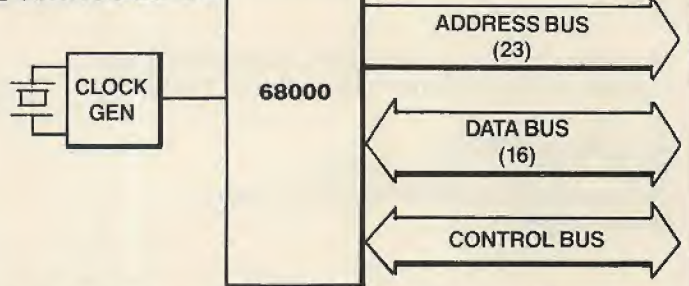 ADDRESS BUS
(23)
CLOCK
GEN
68000
DATA BUS
(16)
CONTROL BUS